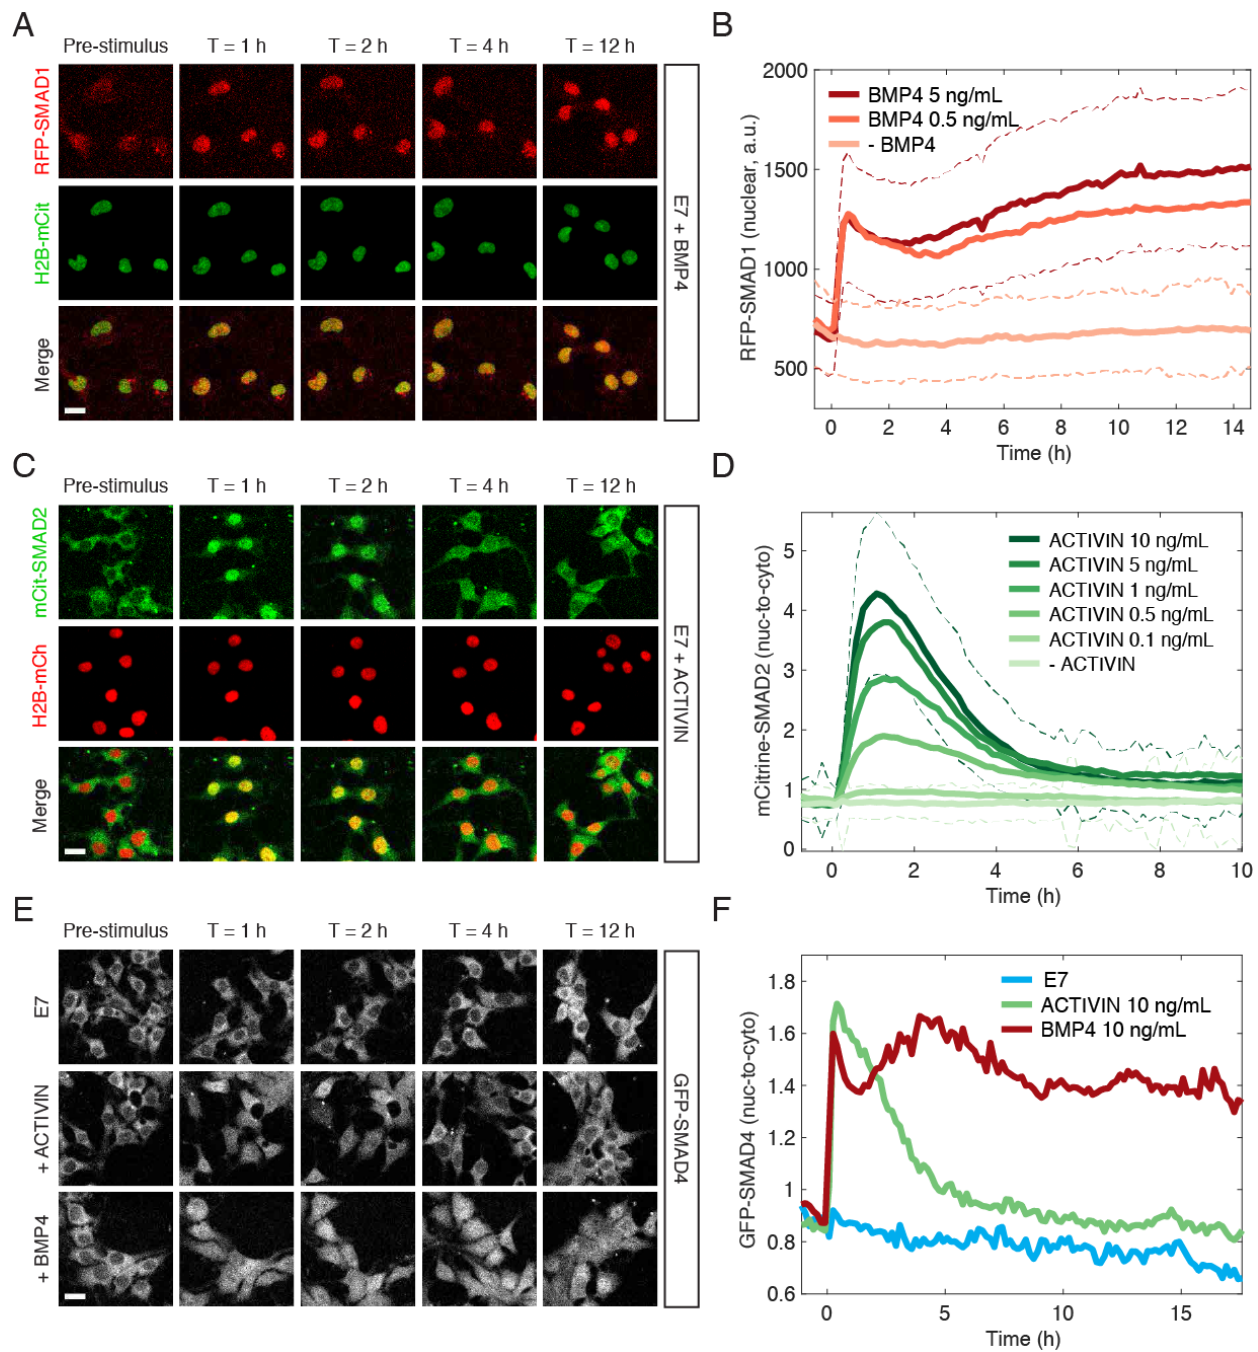 A
Pre-stimulus T = 1 h T = 2 h T = 4 h T = 12 h
RFP-SMAD1
H2B-mCit
Merge
E7 + BMP4
B
2000
1500
1000
500
RFP-SMAD1 (nuclear, a.u.)
BMP4 5 ng/mL
BMP4 0.5 ng/mL
- BMP4
0 2 4 6 8 10 12 14
Time (h)
C
Pre-stimulus T = 1 h T = 2 h T = 4 h T = 12 h
mCit-SMAD2
H2B-mCh
Merge
E7 + ACTIVIN
D
5
4
3
2
1
0
mCitrine-SMAD2 (nuc-to-cyto)
ACTIVIN 10 ng/mL
ACTIVIN 5 ng/mL
ACTIVIN 1 ng/mL
ACTIVIN 0.5 ng/mL
ACTIVIN 0.1 ng/mL
- ACTIVIN
0 2 4 6 8 10
Time (h)
E
Pre-stimulus T = 1 h T = 2 h T = 4 h T = 12 h
E7
+ ACTIVIN
+ BMP4
GFP-SMAD4
F
1.8
1.6
1.4
1.2
1
0.8
0.6
GFP-SMAD4 (nuc-to-cyto)
E7
ACTIVIN 10 ng/mL
BMP4 10 ng/mL
0 5 10 15
Time (h)